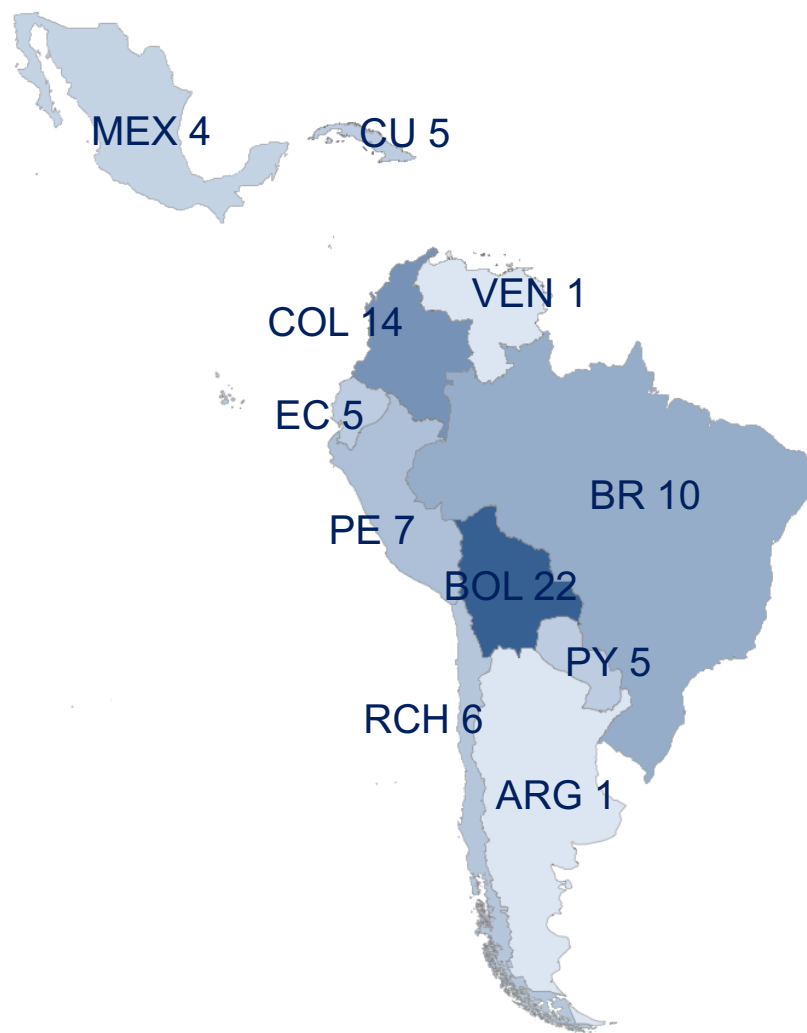 MEX 4
CU 5
VEN 1
COL 14
EC 5
BR 10
PE 7
BOL 22
PY 5
RCH 6
ARG 1